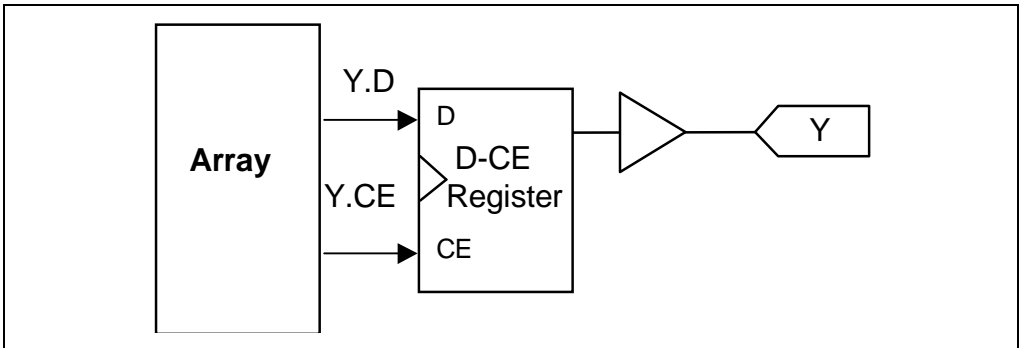 Array
Y.D
Y.CE
D
D-CE
Register
CE
Y